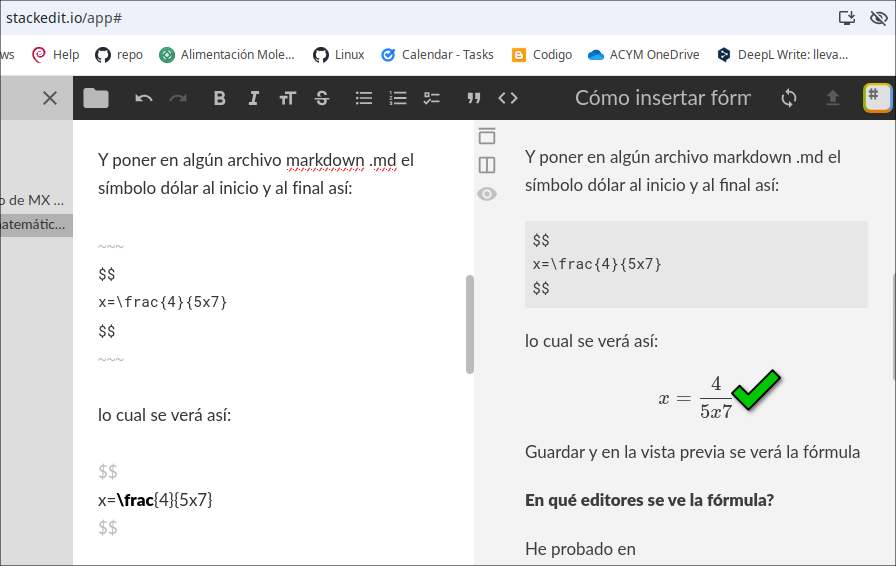 stackedit.io/app#
ws Help repo Alimentación Mole... Linux Calendar - Tasks Codigo ACYM OneDrive DeepL Write: lleva...
B I TT S Cómo insertar fórm #
o de MX ...
atemátic...
Y poner en algún archivo markdown .md el
símbolo dólar al inicio y al final así:
~~~
$$
x=\frac{4}{5x7}
$$
~~~
lo cual se verá así:
$$
x=\frac{4}{5x7}
$$
Y poner en algún archivo markdown .md el
símbolo dólar al inicio y al final así:
$$
x=\frac{4}{5x7}
$$
lo cual se verá así:
x = 4/5x7
Guardar y en la vista previa se verá la fórmula
En qué editores se ve la fórmula?
He probado en